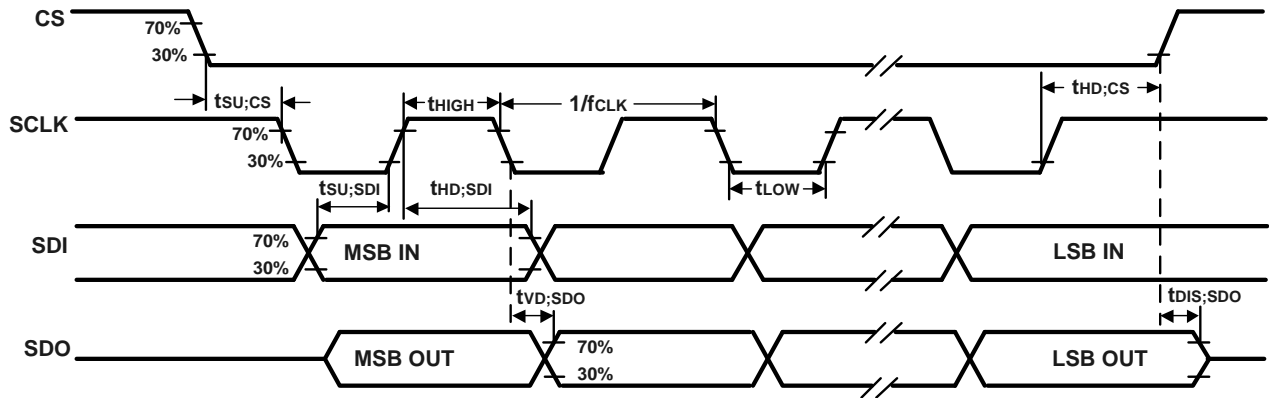 CS
70%
30%
tSU;CS
tHIGH
1/fCLK
tHD;CS
SCLK
70%
30%
tSU;SDI
tHD;SDI
tLOW
SDI
70%
30%
MSB IN
LSB IN
tVD;SDO
tDIS;SDO
SDO
MSB OUT
70%
30%
LSB OUT